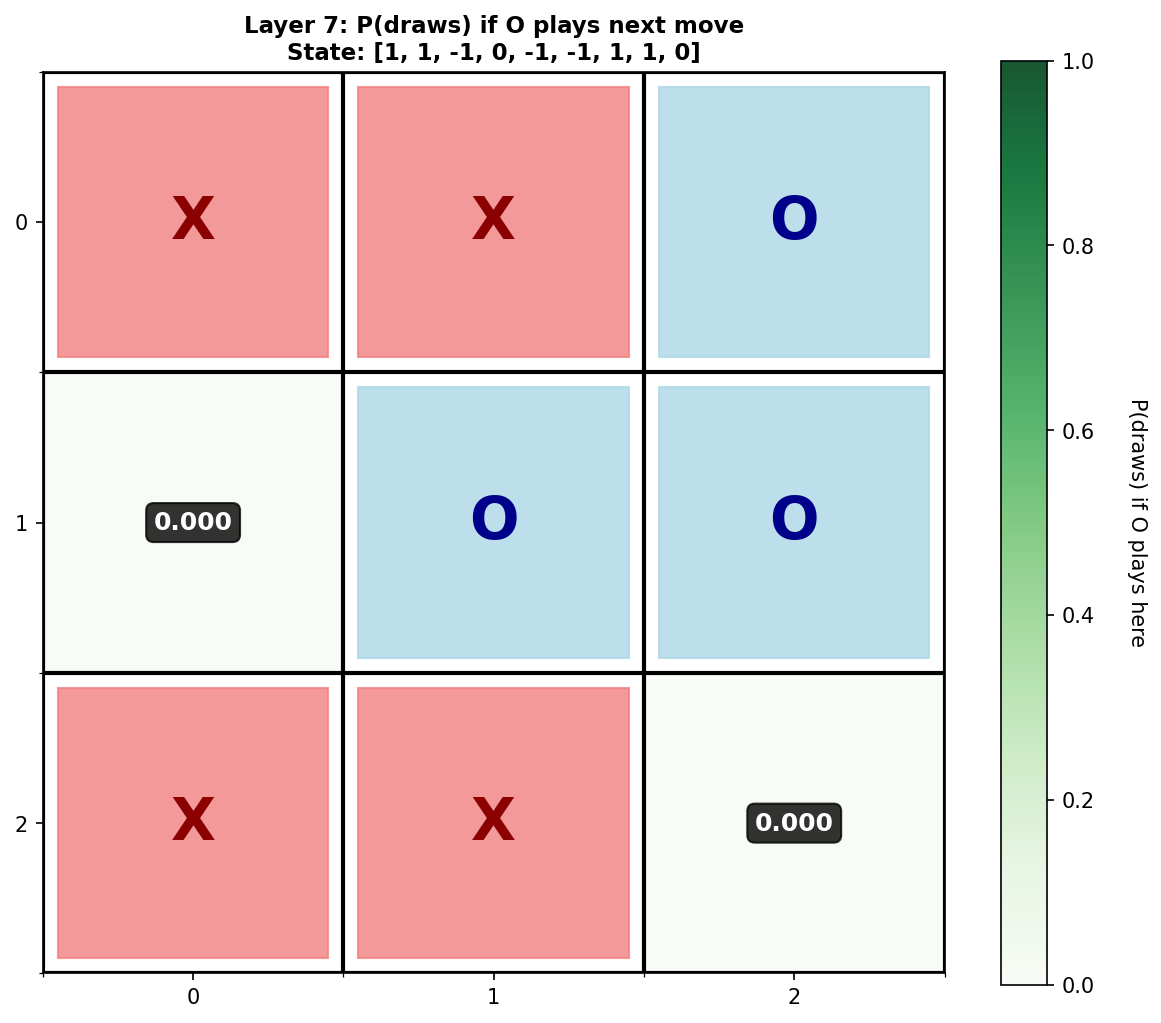 Layer 7: P(draws) if O plays next move
State: [1, 1, -1, 0, -1, -1, 1, 1, 0]
X X O
0
0.000 O O
1
X X 0.000
2
0 1 2
1.0
0.8
0.6
0.4
0.2
0.0
P(draws) if O plays here